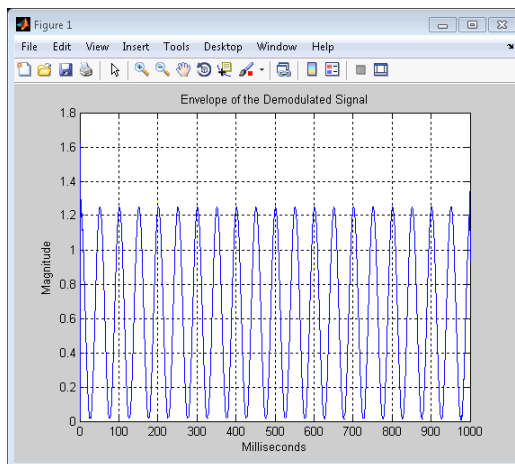 Figure 1
File Edit View Insert Tools Desktop Window Help
Envelope of the Demodulated Signal
Magnitude
1.8
1.6
1.4
1.2
1
0.8
0.6
0.4
0.2
0
0 100 200 300 400 500 600 700 800 900 1000
Milliseconds